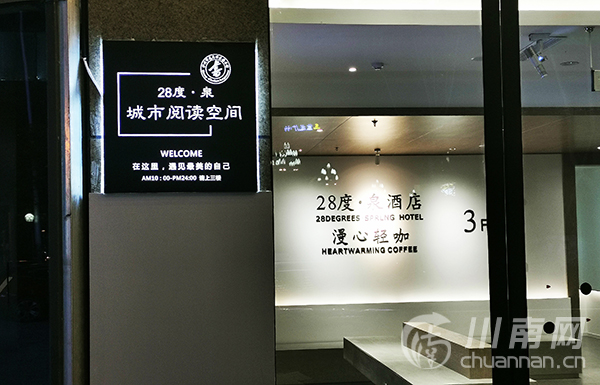 28度·泉
城市阅读空间
WELCOME
在这里，遇见最美的自己
AM10：00-PM24:00 请上三楼
28度·泉酒店
28DEGREES SPRING HOTEL
漫心轻咖
HEARTWARMING COFFEE
3F
川南网
chuannan.cn